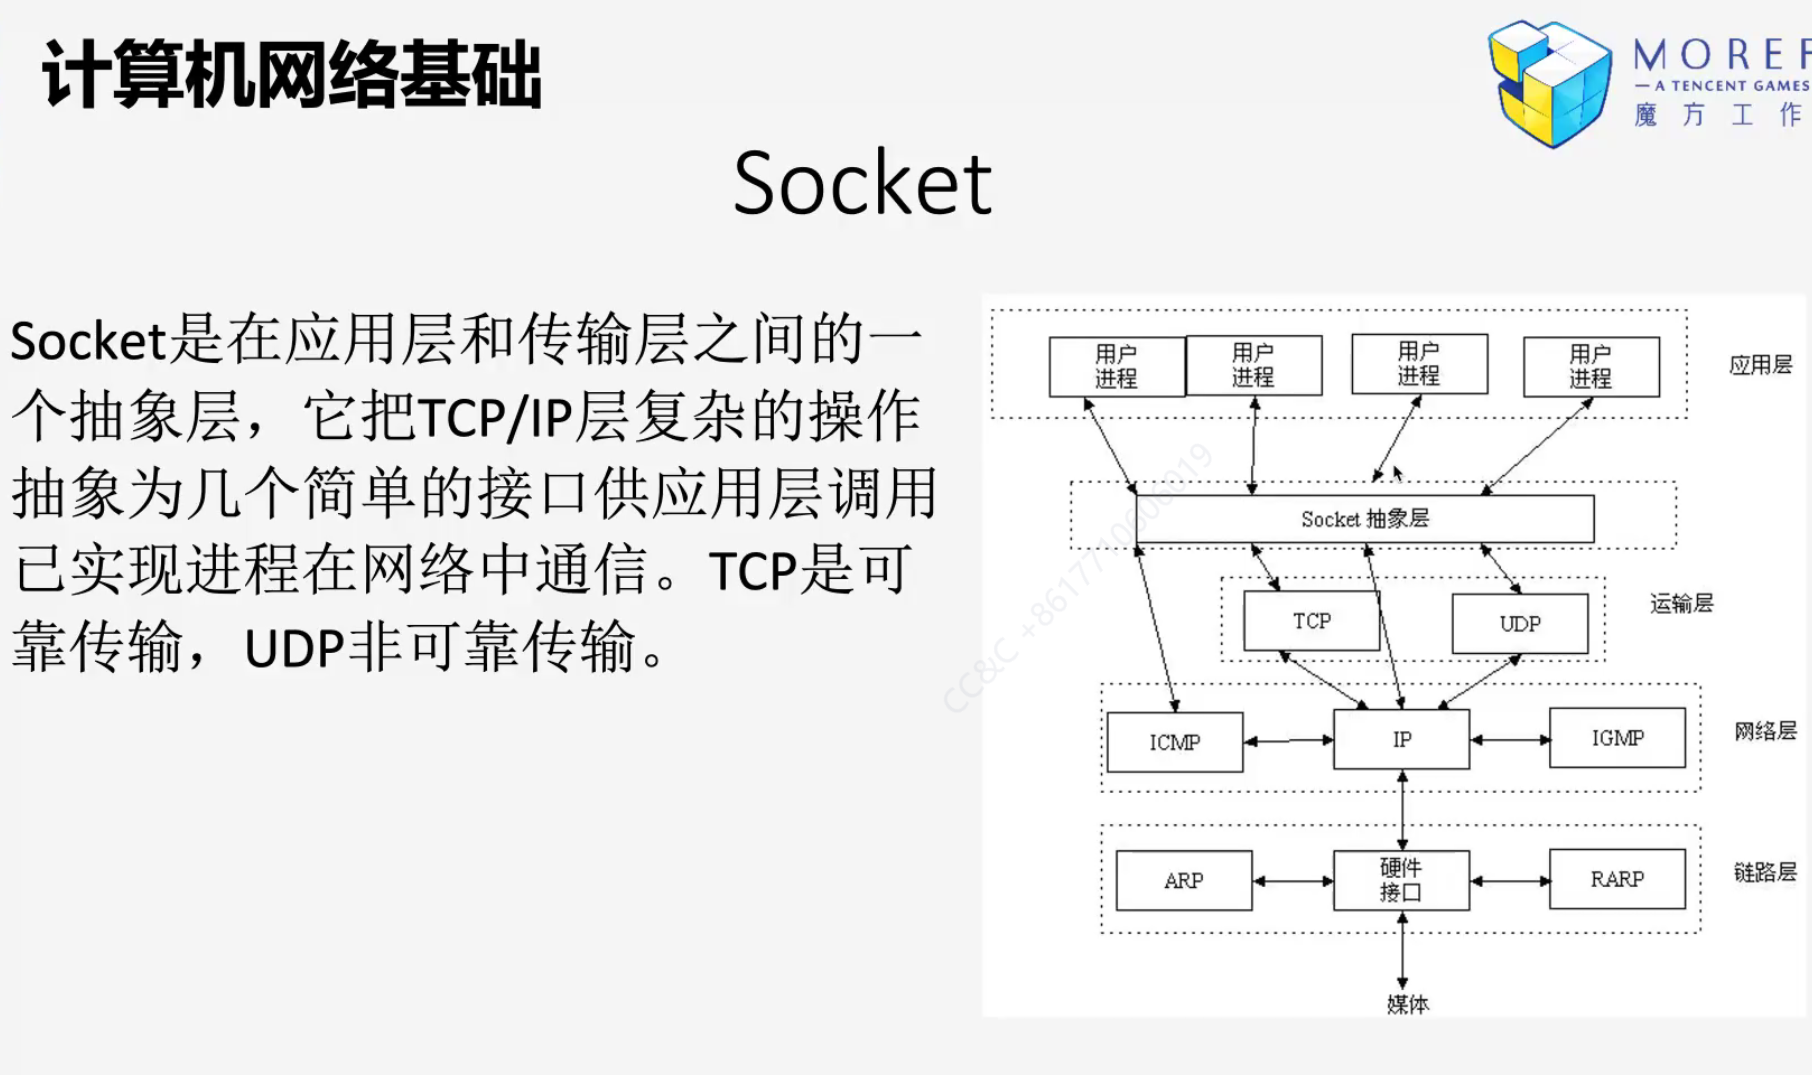 计算机网络基础
MOREF
— A TENCENT GAMES
魔方工作
Socket
Socket是在应用层和传输层之间的一
个抽象层，它把TCP/IP层复杂的操作
抽象为几个简单的接口供应用层调用
已实现进程在网络中通信。TCP是可
靠传输，UDP非可靠传输。
用户
进程
用户
进程
用户
进程
用户
进程
应用层
Socket 抽象层
TCP
UDP
运输层
ICMP
IP
IGMP
网络层
ARP
硬件
接口
RARP
链路层
媒体
CC&C +8617710606019